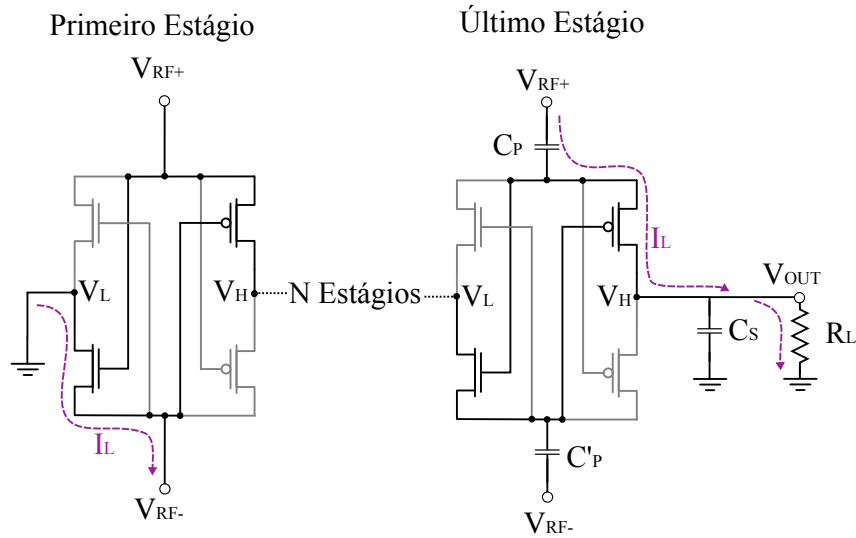 Primeiro Estágio
Último Estágio
VRF+
VRF+
CP
IL
VL
VH
N Estágios
VL
VH
VOUT
CS
RL
IL
C'P
VRF-
VRF-